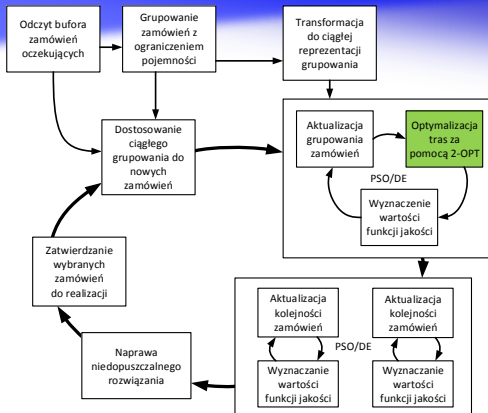 Odczyt bufora
zamówień
oczekujących
Grupowanie
zamówień z
ograniczeniem
pojemności
Transformacja
do ciągłej
reprezentacji
grupowania
Dostosowanie
ciągłego
grupowania do
nowych
zamówień
Aktualizacja
grupowania
zamówień
Optymalizacja
tras za
pomocą 2-OPT
PSO/DE
Wyznaczenie
wartości
funkcji jakości
Zatwierdzanie
wybranych
zamówień
do realizacji
Naprawa
niedopuszczalnego
rozwiązania
Aktualizacja
kolejności
zamówień
Aktualizacja
kolejności
zamówień
PSO/DE
Wyznaczanie
wartości
funkcji jakości
Wyznaczanie
wartości
funkcji jakości